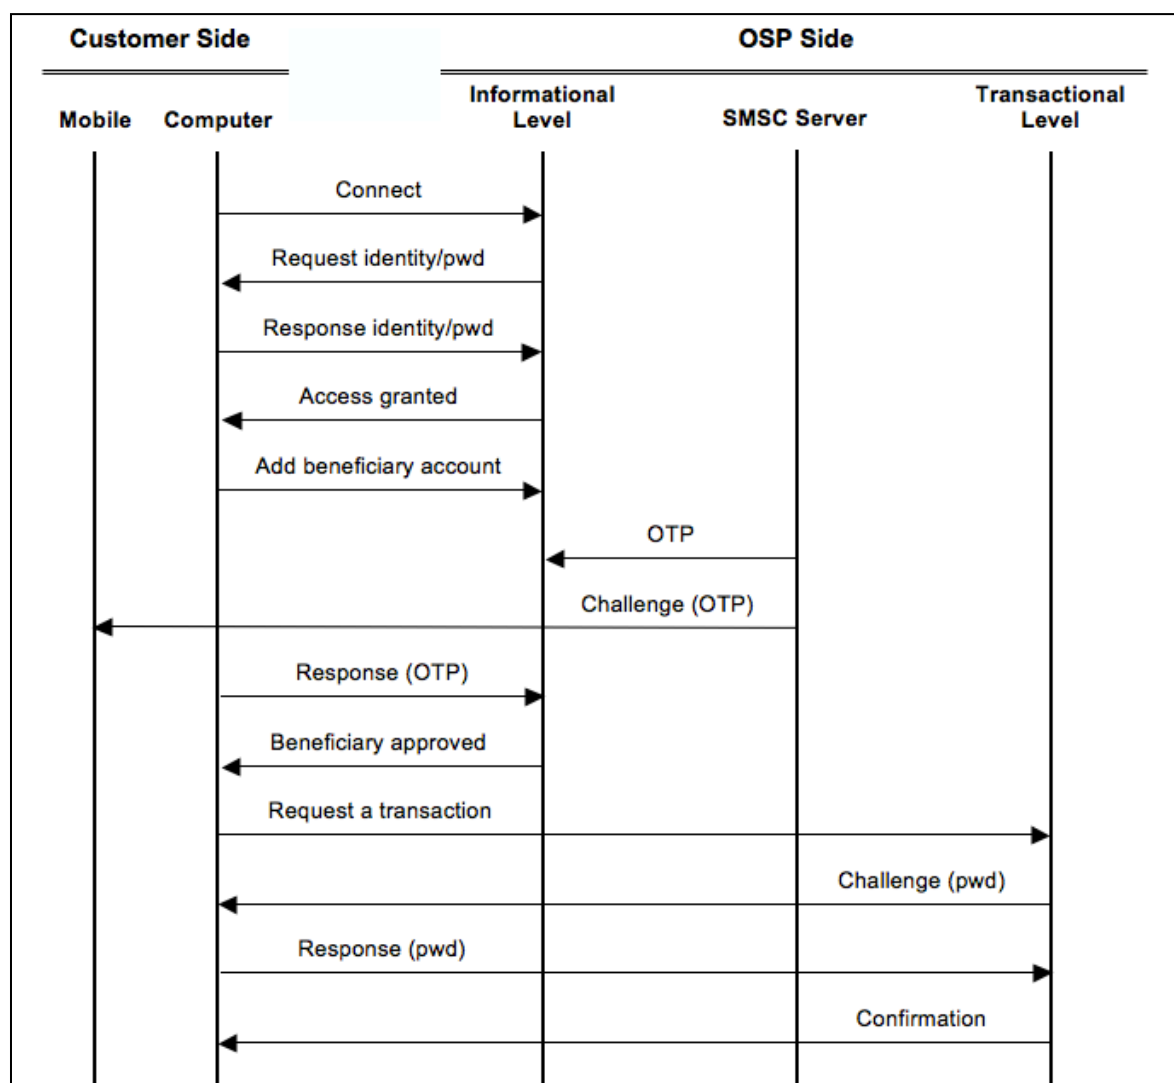 Customer Side
OSP Side
Mobile
Computer
Informational
Level
SMSC Server
Transactional
Level
Connect
Request identity/pwd
Response identity/pwd
Access granted
Add beneficiary account
OTP
Challenge (OTP)
Response (OTP)
Beneficiary approved
Request a transaction
Challenge (pwd)
Response (pwd)
Confirmation